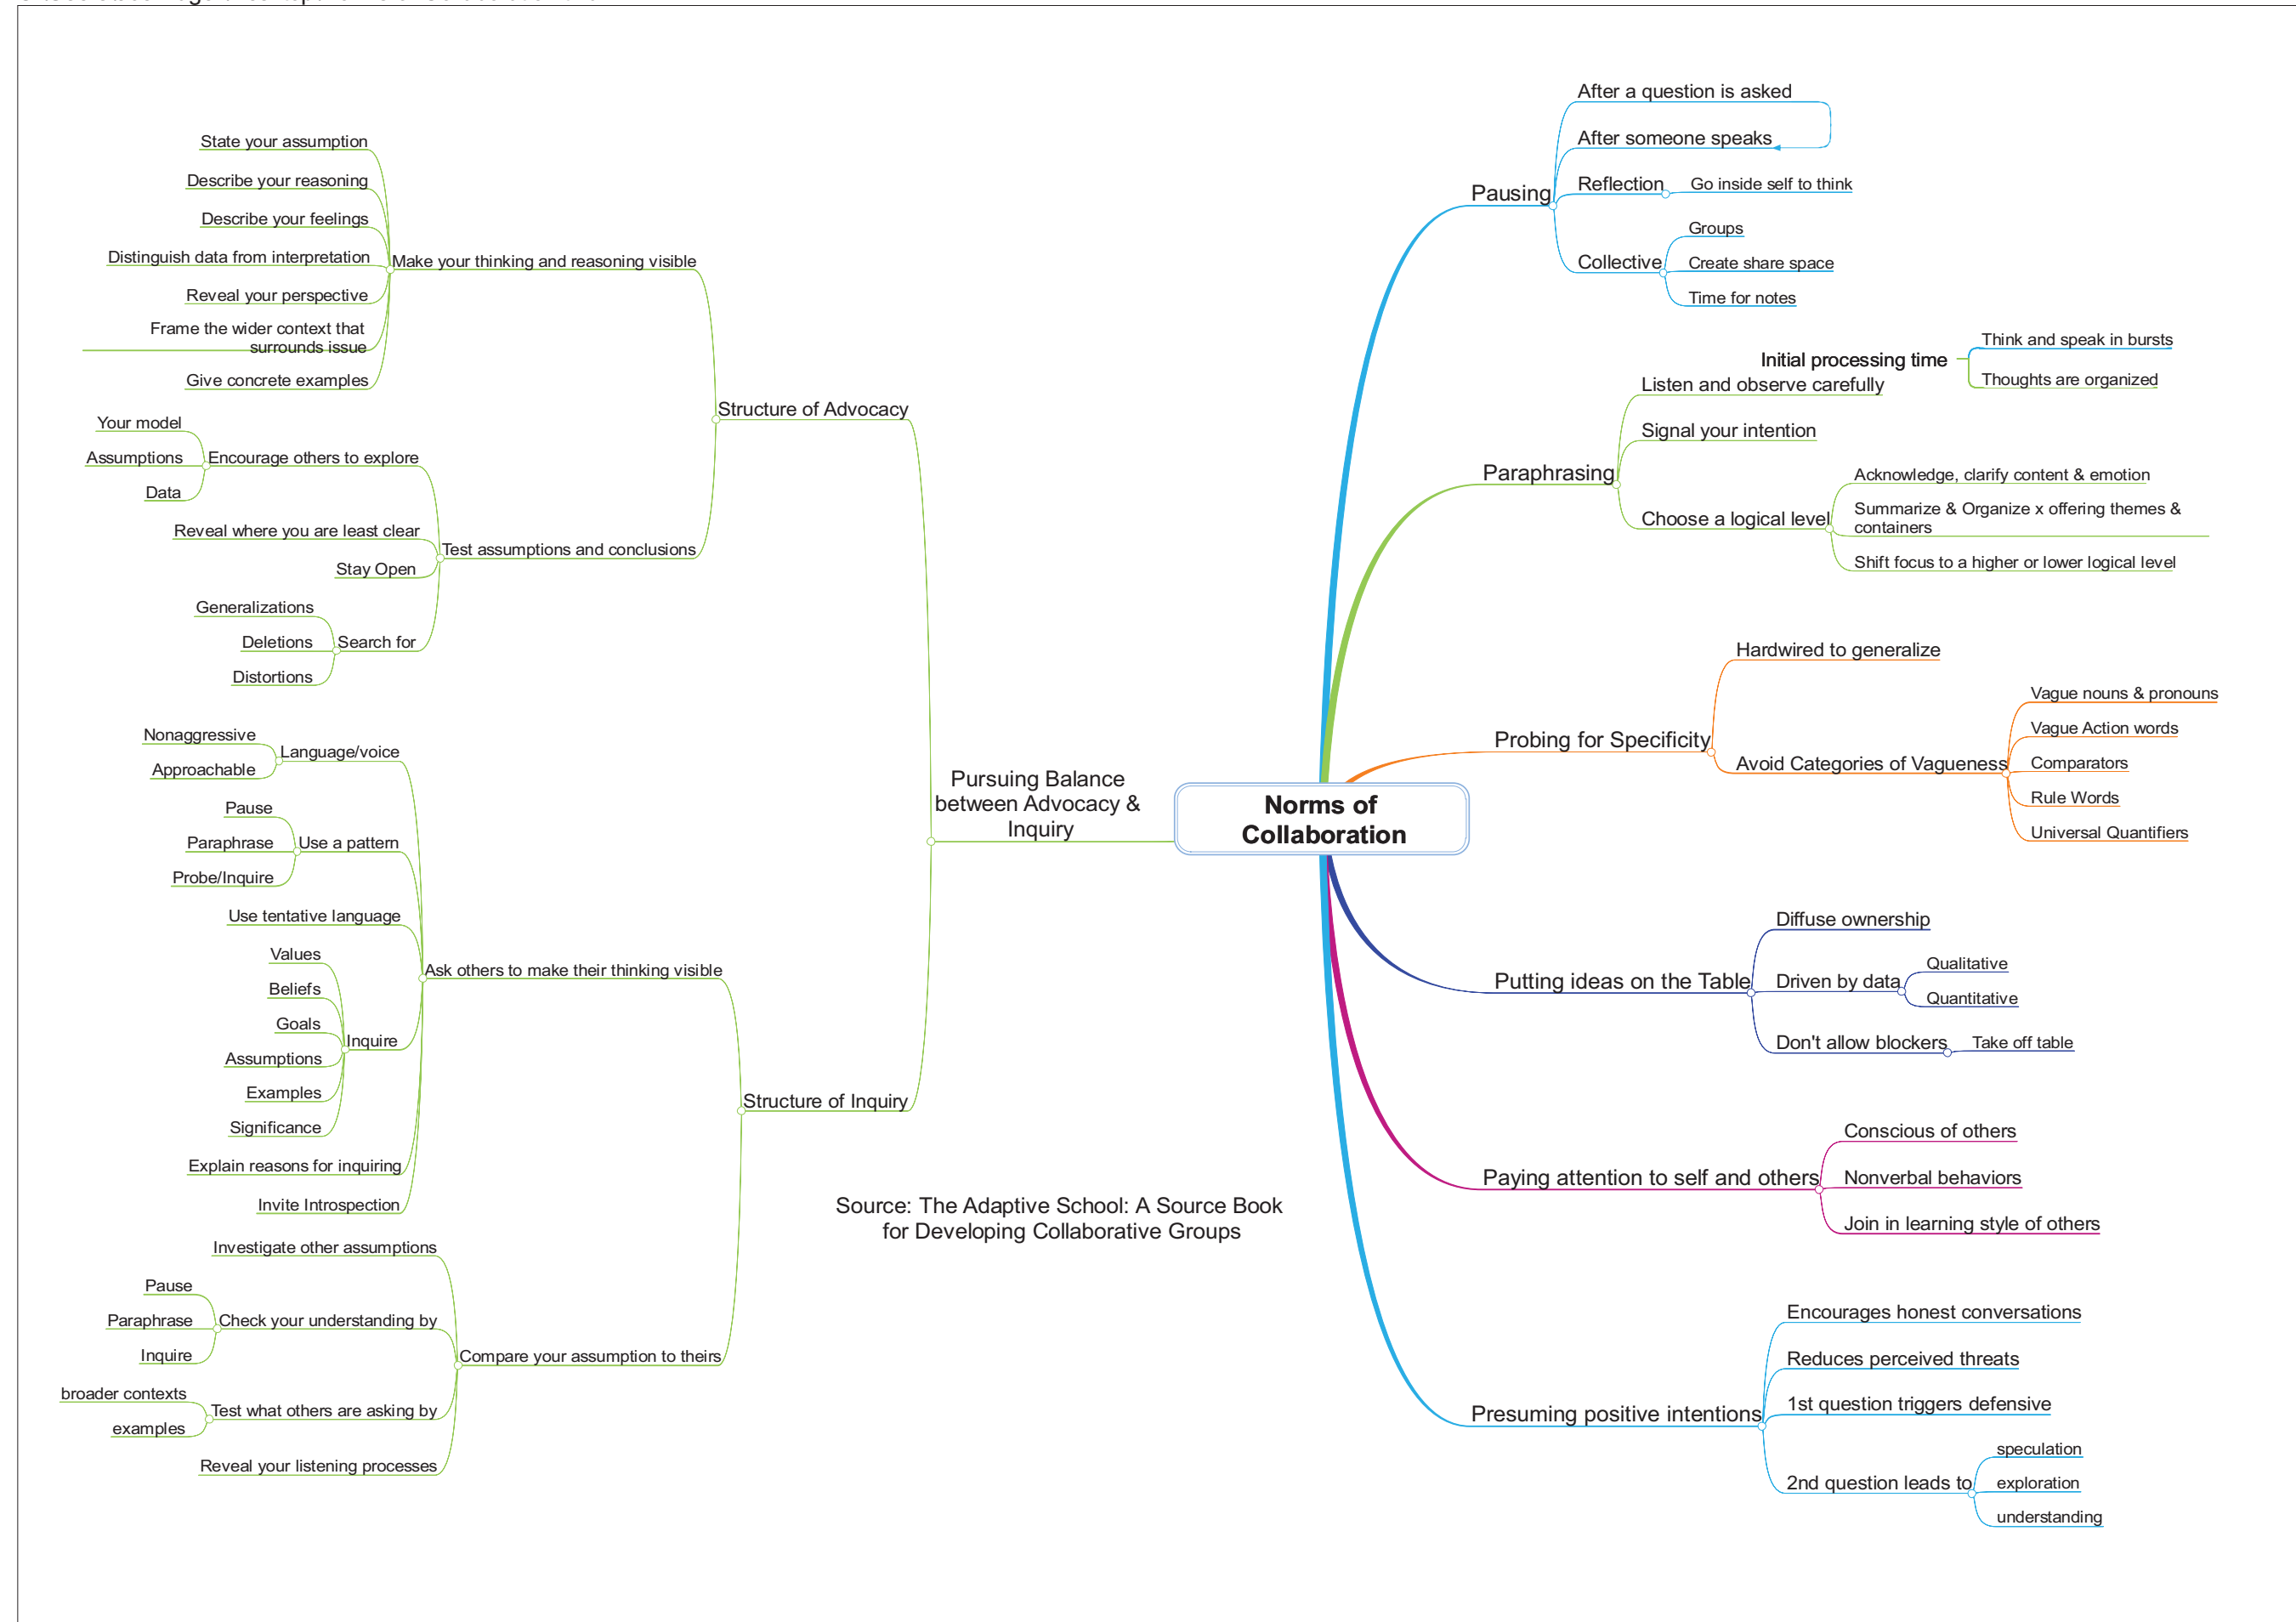 State your assumption
Describe your reasoning
Describe your feelings
Distinguish data from interpretation
Reveal your perspective
Frame the wider context that
surrounds issue
Give concrete examples
Make your thinking and reasoning visible
Your model
Assumptions
Data
Encourage others to explore
Reveal where you are least clear
Stay Open
Generalizations
Deletions
Distortions
Search for
Test assumptions and conclusions
Structure of Advocacy
Nonaggressive
Approachable
Language/voice
Pause
Paraphrase
Probe/Inquire
Use a pattern
Use tentative language
Values
Beliefs
Goals
Assumptions
Examples
Significance
Inquire
Explain reasons for inquiring
Invite Introspection
Ask others to make their thinking visible
Investigate other assumptions
Pause
Paraphrase
Inquire
Check your understanding by
broader contexts
examples
Test what others are asking by
Reveal your listening processes
Compare your assumption to theirs
Structure of Inquiry
Pursuing Balance
between Advocacy &
Inquiry
Source: The Adaptive School: A Source Book
for Developing Collaborative Groups
Norms of
Collaboration
Pausing
After a question is asked
After someone speaks
Reflection
Go inside self to think
Collective
Groups
Create share space
Time for notes
Initial processing time
Think and speak in bursts
Thoughts are organized
Paraphrasing
Listen and observe carefully
Signal your intention
Choose a logical level
Acknowledge, clarify content & emotion
Summarize & Organize x offering themes &
containers
Shift focus to a higher or lower logical level
Probing for Specificity
Hardwired to generalize
Avoid Categories of Vagueness
Vague nouns & pronouns
Vague Action words
Comparators
Rule Words
Universal Quantifiers
Putting ideas on the Table
Diffuse ownership
Driven by data
Qualitative
Quantitative
Don't allow blockers
Take off table
Paying attention to self and others
Conscious of others
Nonverbal behaviors
Join in learning style of others
Presuming positive intentions
Encourages honest conversations
Reduces perceived threats
1st question triggers defensive
2nd question leads to
speculation
exploration
understanding